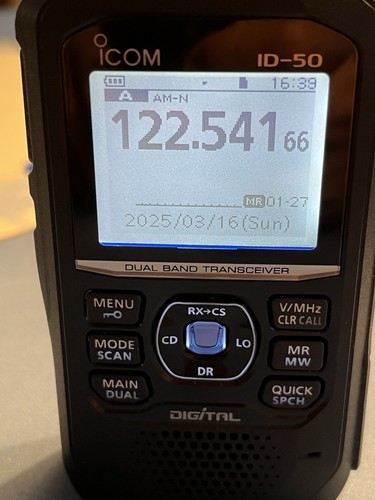 iCOM ID-50
16:39
A AM-N
122.541 66
MR 01-27
2025/03/16(Sun)
DUAL BAND TRANSCEIVER
MENU
RX→CS
V/MHz
CLR CALL
MODE
SCAN
CD
LO
MR
MW
MAIN
DUAL
DR
QUICK
SPCH
DIGITAL